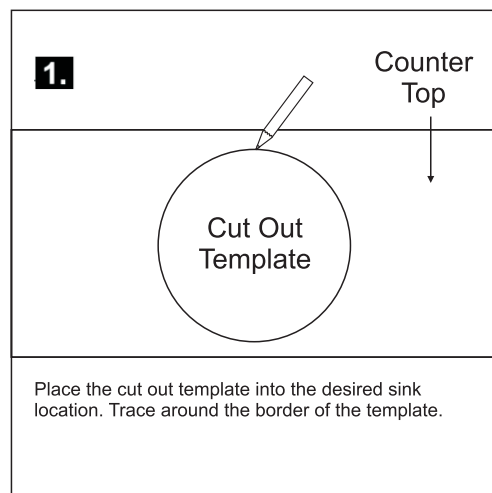 1.
Counter
Top
Cut Out
Template
Place the cut out template into the desired sink
location. Trace around the border of the template.